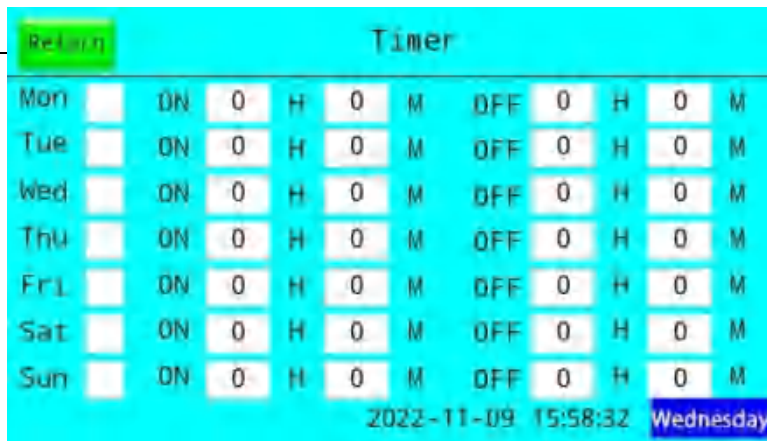 Return Timer
Mon ON 0 H 0 M OFF 0 H 0 M
Tue ON 0 H 0 M OFF 0 H 0 M
Wed ON 0 H 0 M OFF 0 H 0 M
Thu ON 0 H 0 M OFF 0 H 0 M
Fri ON 0 H 0 M OFF 0 H 0 M
Sat ON 0 H 0 M OFF 0 H 0 M
Sun ON 0 H 0 M OFF 0 H 0 M
2022-11-09 15:58:32 Wednesday